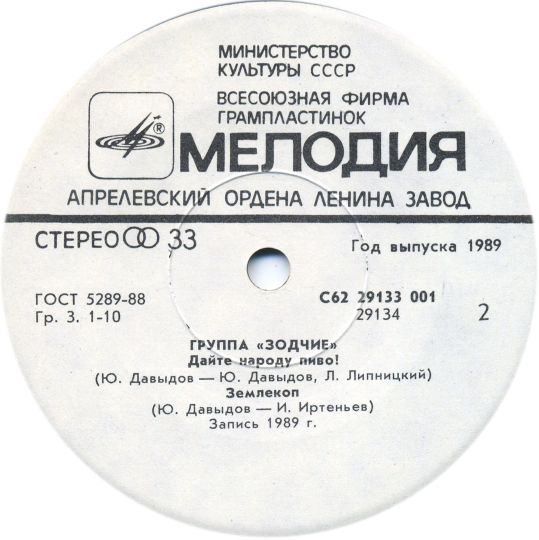 МИНИСТЕРСТВО
КУЛЬТУРЫ СССР
ВСЕСОЮЗНАЯ ФИРМА
ГРАМПЛАСТИНОК
МЕЛОДИЯ
АПРЕЛЕВСКИЙ ОРДЕНА ЛЕНИНА ЗАВОД
СТЕРЕО 33
Год выпуска 1989
ГОСТ 5289-88
Гр. 3. 1-10
С62 29133 001
29134
2
ГРУППА «ЗОДЧИЕ»
Дайте народу пиво!
(Ю. Давыдов — Ю. Давыдов, Л. Липницкий)
Землекоп
(Ю. Давыдов — И. Иртеньев)
Запись 1989 г.